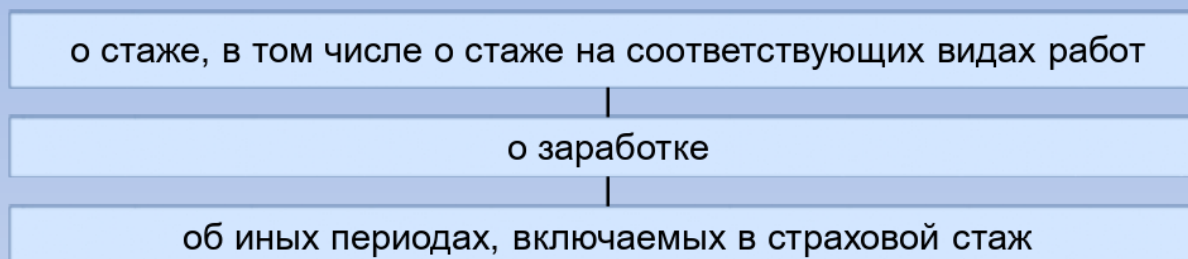 о стаже, в том числе о стаже на соответствующих видах работ
о заработке
об иных периодах, включаемых в страховой стаж